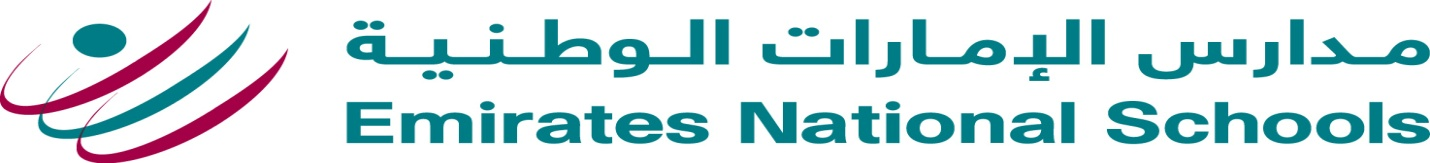 مدارس الإمارات الوطنية
Emirates National Schools